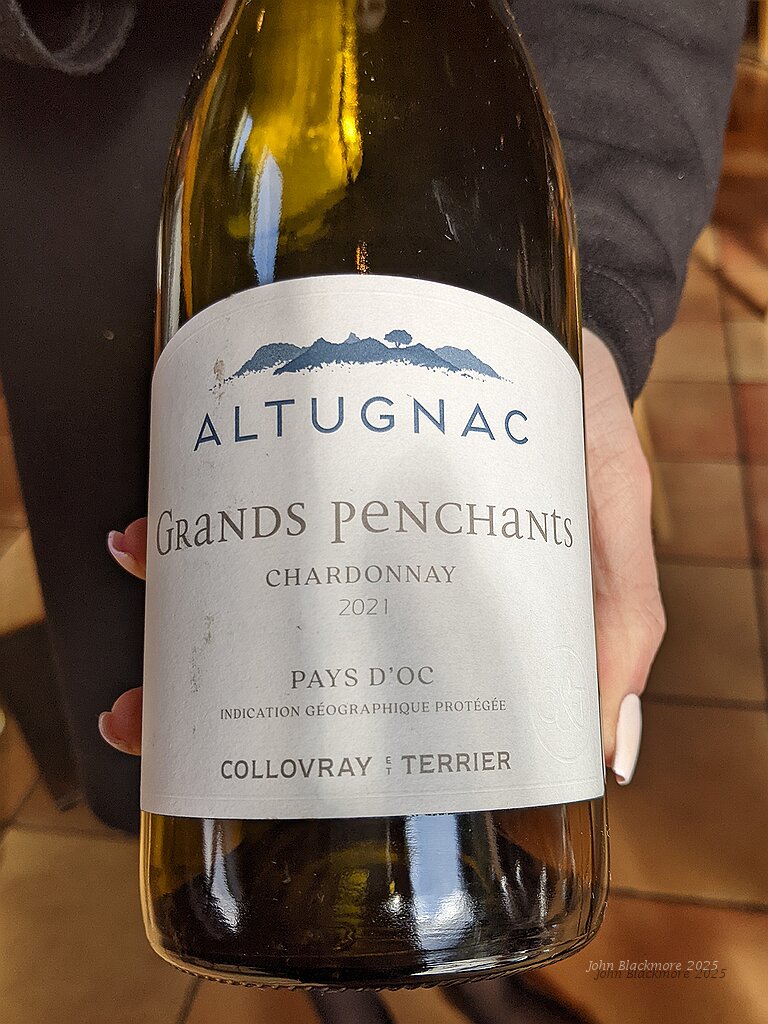 ALTUGNAC
GRaNDS PeNCHaNtS
CHARDONNAY
2021
PAYS D'OC
INDICATION GÉOGRAPHIQUE PROTÉGÉE
COLLOVRAY ET TERRIER
John Blackmore 2025
John Blackmore 2025